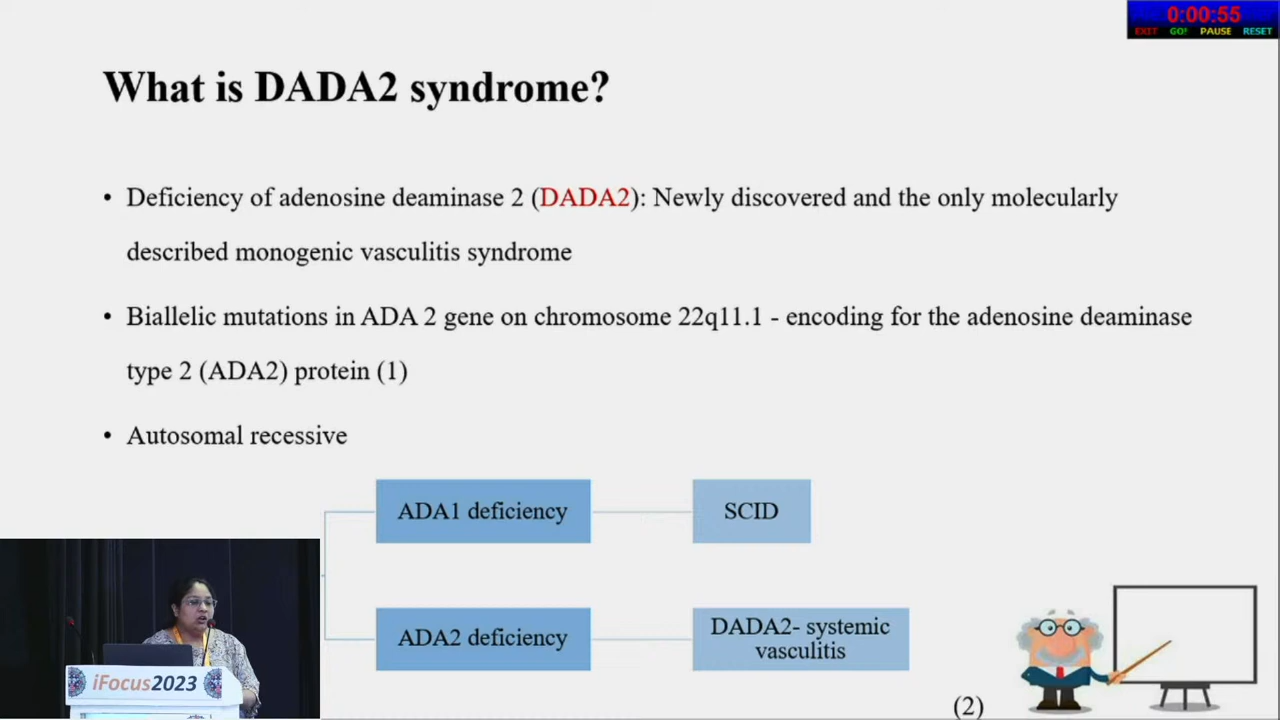 0:00:55
EXIT GO! PAUSE RESET
What is DADA2 syndrome?
• Deficiency of adenosine deaminase 2 (DADA2): Newly discovered and the only molecularly
described monogenic vasculitis syndrome
• Biallelic mutations in ADA 2 gene on chromosome 22q11.1 - encoding for the adenosine deaminase
type 2 (ADA2) protein (1)
• Autosomal recessive
ADA1 deficiency
SCID
ADA2 deficiency
DADA2- systemic
vasculitis
(2)
iFocus2023